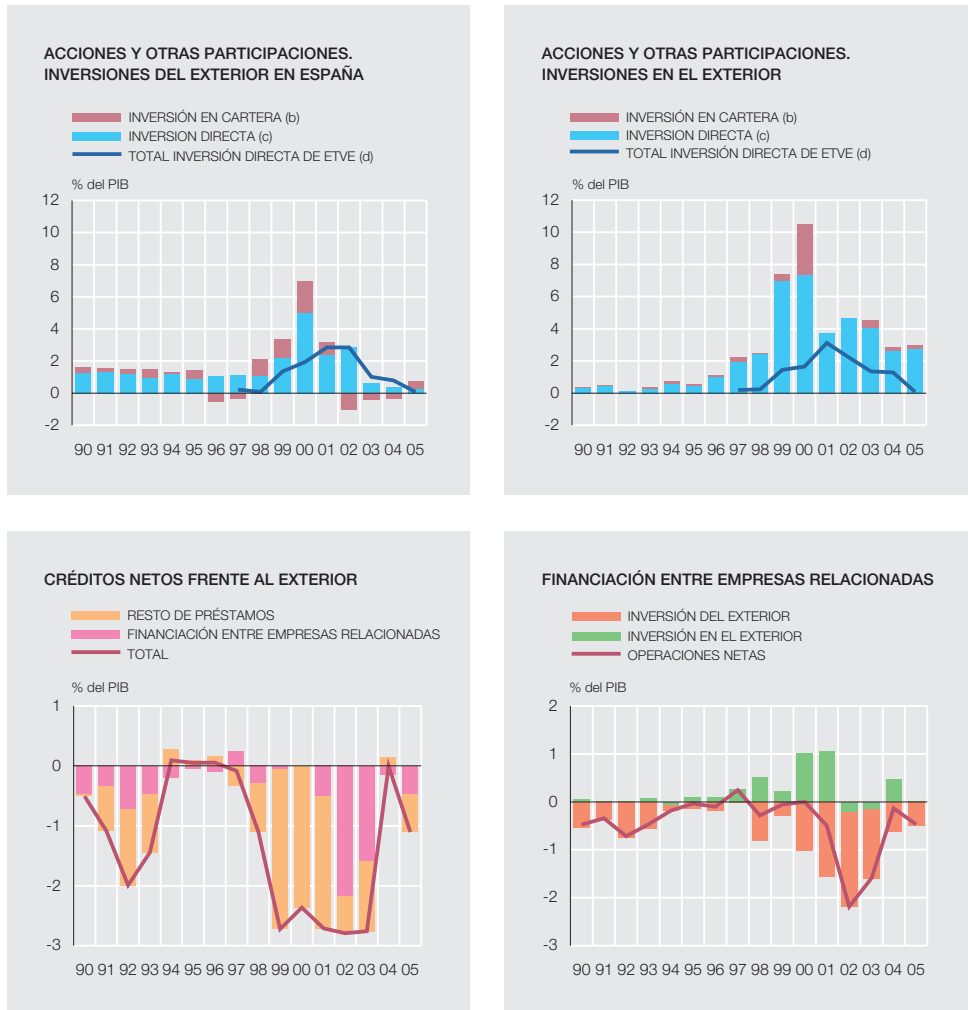 ACCIONES Y OTRAS PARTICIPACIONES.
INVERSIONES DEL EXTERIOR EN ESPAÑA
INVERSIÓN EN CARTERA (b)
INVERSION DIRECTA (c)
TOTAL INVERSIÓN DIRECTA DE ETVE (d)
% del PIB
12
10
8
6
4
2
0
-2
90 91 92 93 94 95 96 97 98 99 00 01 02 03 04 05
ACCIONES Y OTRAS PARTICIPACIONES.
INVERSIONES EN EL EXTERIOR
INVERSIÓN EN CARTERA (b)
INVERSION DIRECTA (c)
TOTAL INVERSIÓN DIRECTA DE ETVE (d)
% del PIB
12
10
8
6
4
2
0
-2
90 91 92 93 94 95 96 97 98 99 00 01 02 03 04 05
CRÉDITOS NETOS FRENTE AL EXTERIOR
RESTO DE PRÉSTAMOS
FINANCIACIÓN ENTRE EMPRESAS RELACIONADAS
TOTAL
% del PIB
1
0
-1
-2
-3
90 91 92 93 94 95 96 97 98 99 00 01 02 03 04 05
FINANCIACIÓN ENTRE EMPRESAS RELACIONADAS
INVERSIÓN DEL EXTERIOR
INVERSIÓN EN EL EXTERIOR
OPERACIONES NETAS
% del PIB
2
1
0
-1
-2
-3
90 91 92 93 94 95 96 97 98 99 00 01 02 03 04 05